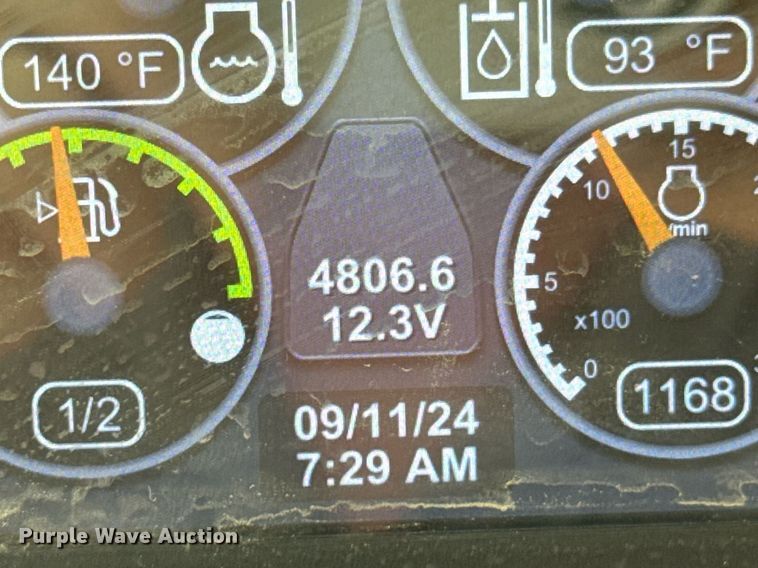 140 °F
93 °F
15
10
/min
5
x100
0
4806.6
12.3V
1/2
1168
09/11/24
7:29 AM
Purple Wave Auction